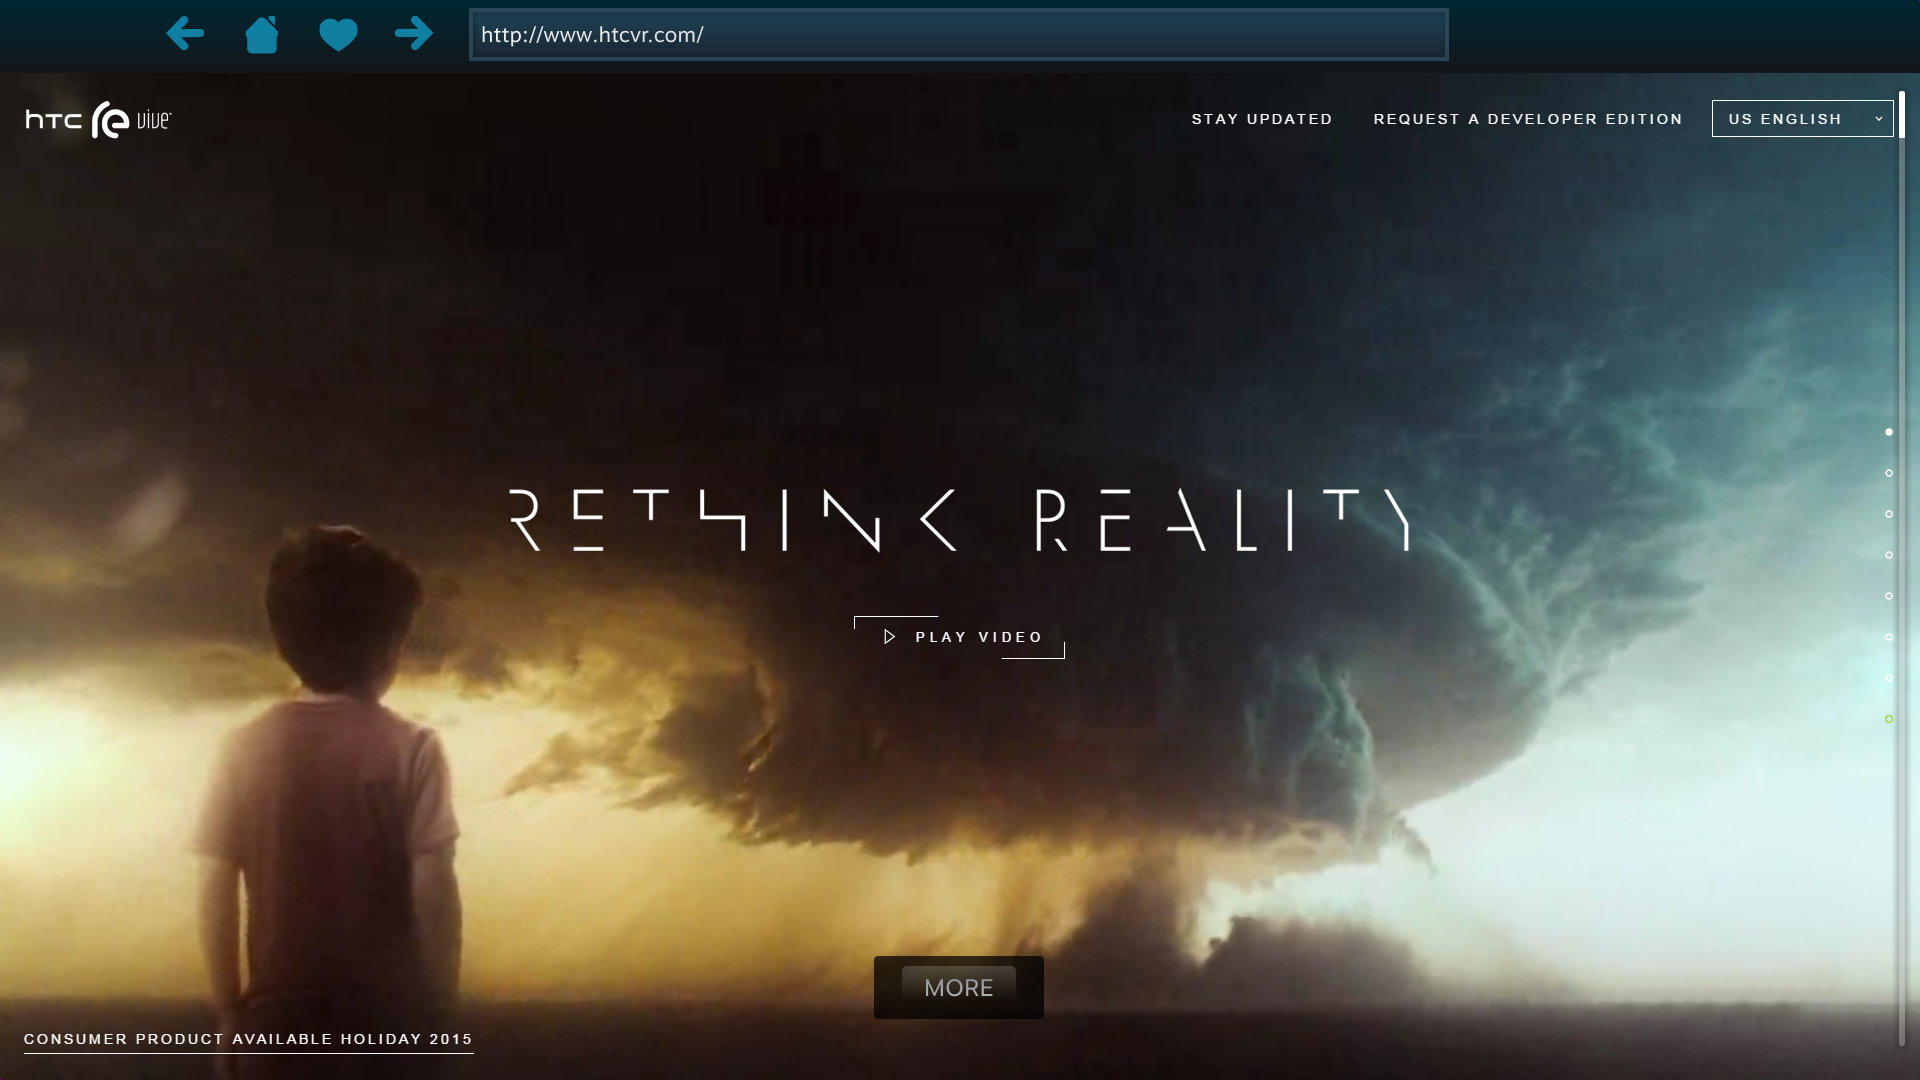 http://www.htcvr.com/
htc re vive
STAY UPDATED
REQUEST A DEVELOPER EDITION
US ENGLISH
RETHINK REALITY
PLAY VIDEO
MORE
CONSUMER PRODUCT AVAILABLE HOLIDAY 2015